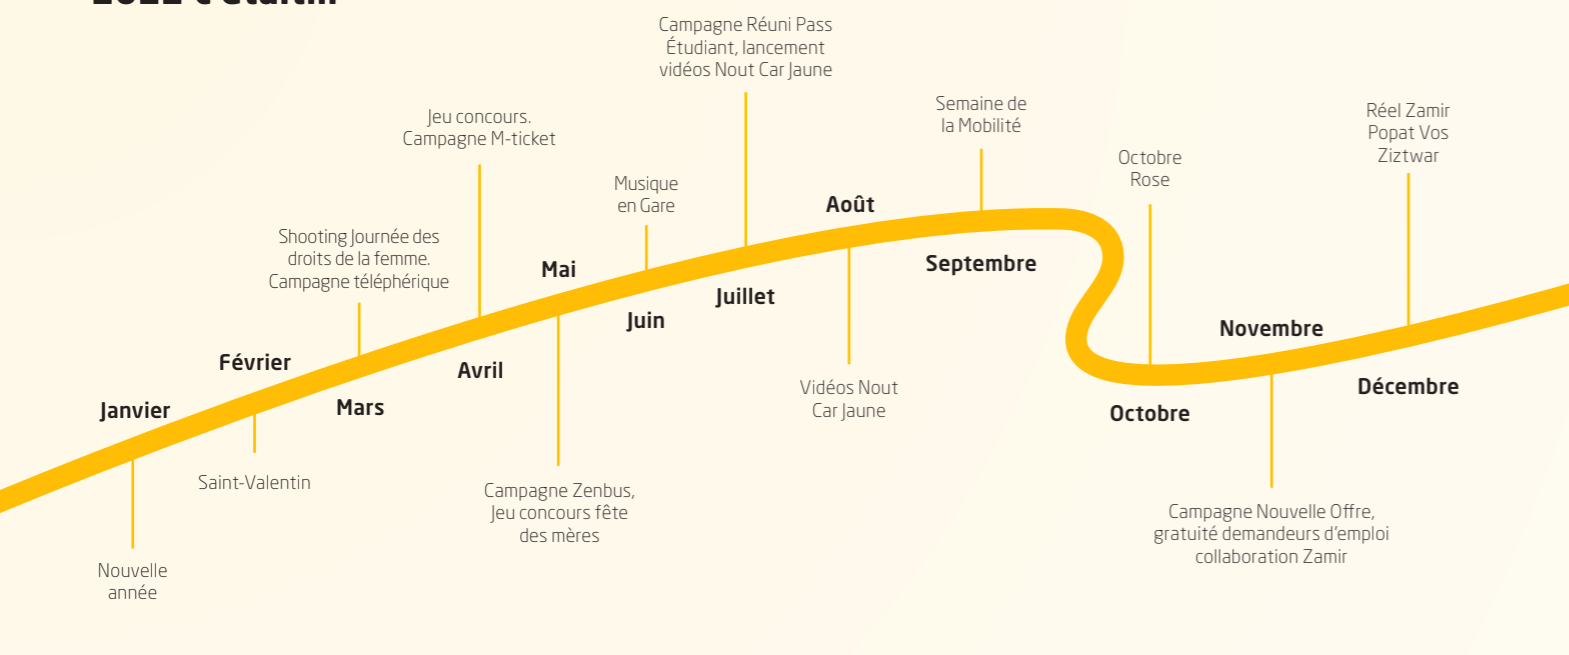 2022 c'était...
Campagne Réuni Pass
Étudiant, lancement
vidéos Nout Car Jaune
Semaine de
la Mobilité
Réel Zamir
Popat Vos
Ziztwar
Jeu concours.
Campagne M-ticket
Octobre
Rose
Musique
en Gare
Août
Shooting Journée des
droits de la femme.
Campagne téléphérique
Mai
Septembre
Juillet
Juin
Novembre
Février
Avril
Vidéos Nout
Car Jaune
Décembre
Janvier
Mars
Octobre
Saint-Valentin
Campagne Zenbus,
Jeu concours fête
des mères
Campagne Nouvelle Offre,
gratuité demandeurs d'emploi
collaboration Zamir
Nouvelle
année